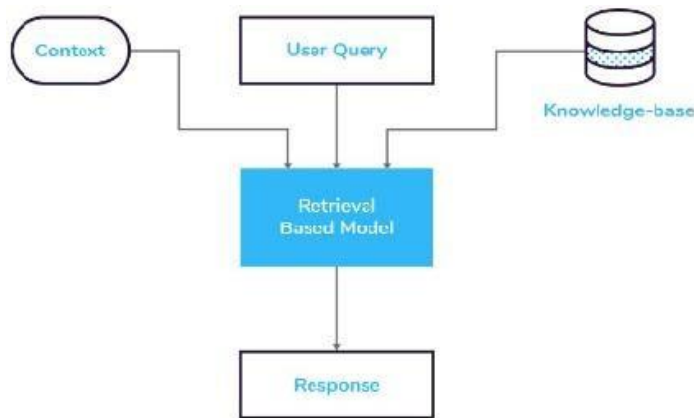 Context
User Query
Knowledge-base
Retrieval
Based Model
Response